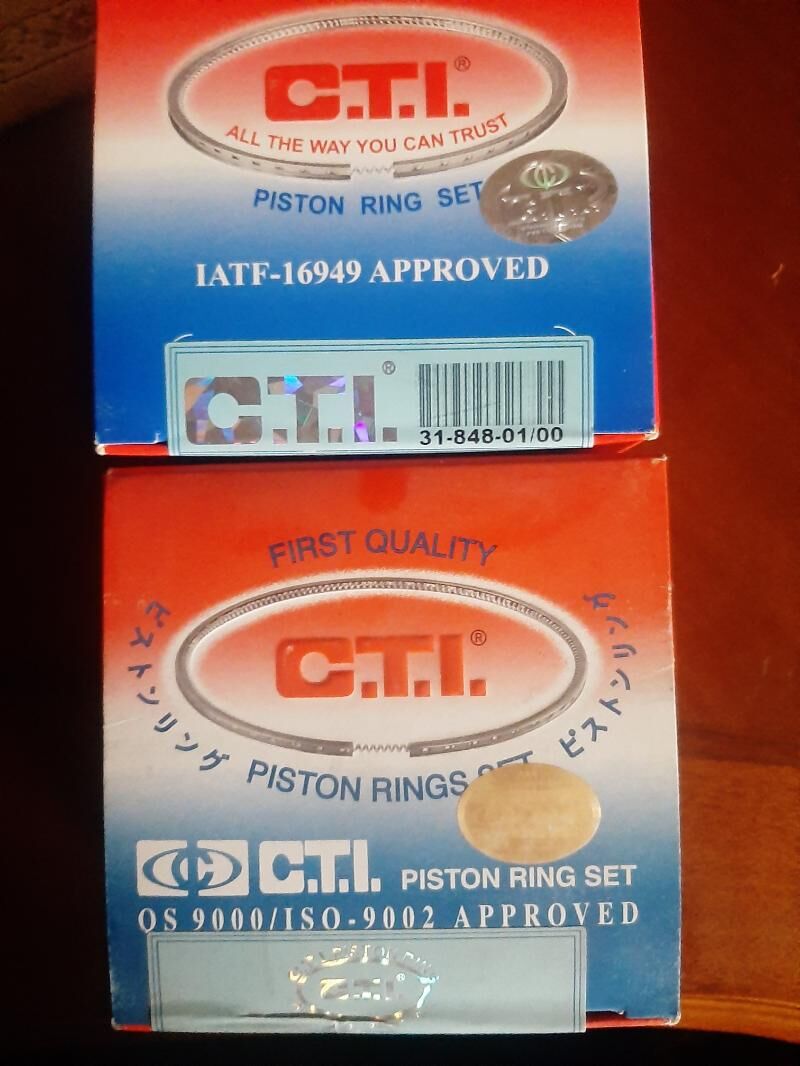 C.T.I.®
ALL THE WAY YOU CAN TRUST
PISTON RING SET
IATF-16949 APPROVED
C.T.I.®
31-848-01/00
FIRST QUALITY
C.T.I.®
ピストンリング
PISTON RINGS SET
ピストンリング
C.T.I. PISTON RING SET
QS 9000/ISO-9002 APPROVED
C.T.I.®